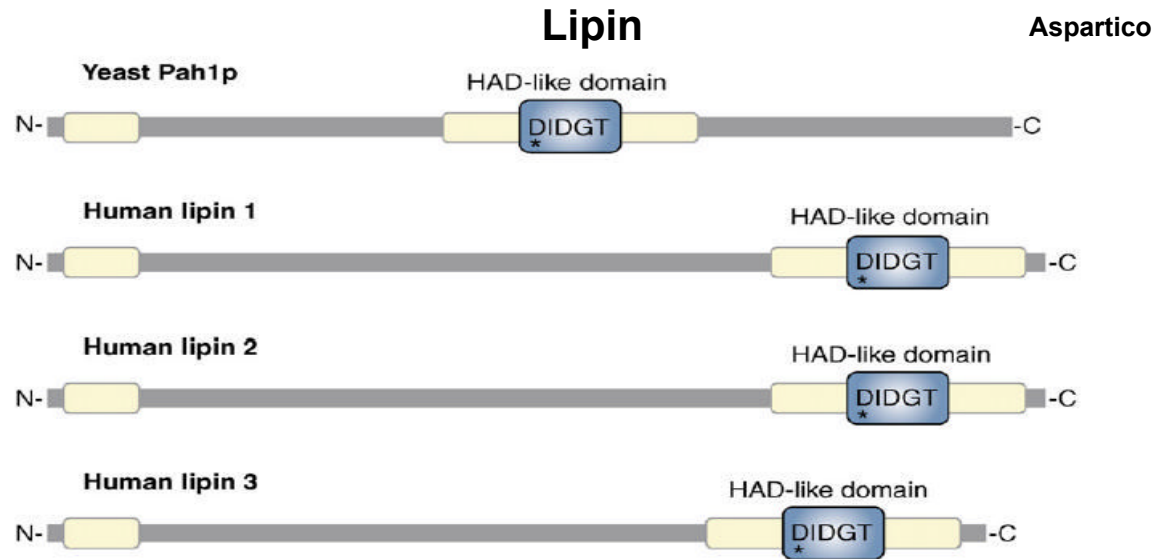 Lipin
Aspartico
Yeast Pah1p
HAD-like domain
N-
DIDGT
*
-C
Human lipin 1
HAD-like domain
N-
DIDGT
*
-C
Human lipin 2
HAD-like domain
N-
DIDGT
*
-C
Human lipin 3
HAD-like domain
N-
DIDGT
*
-C